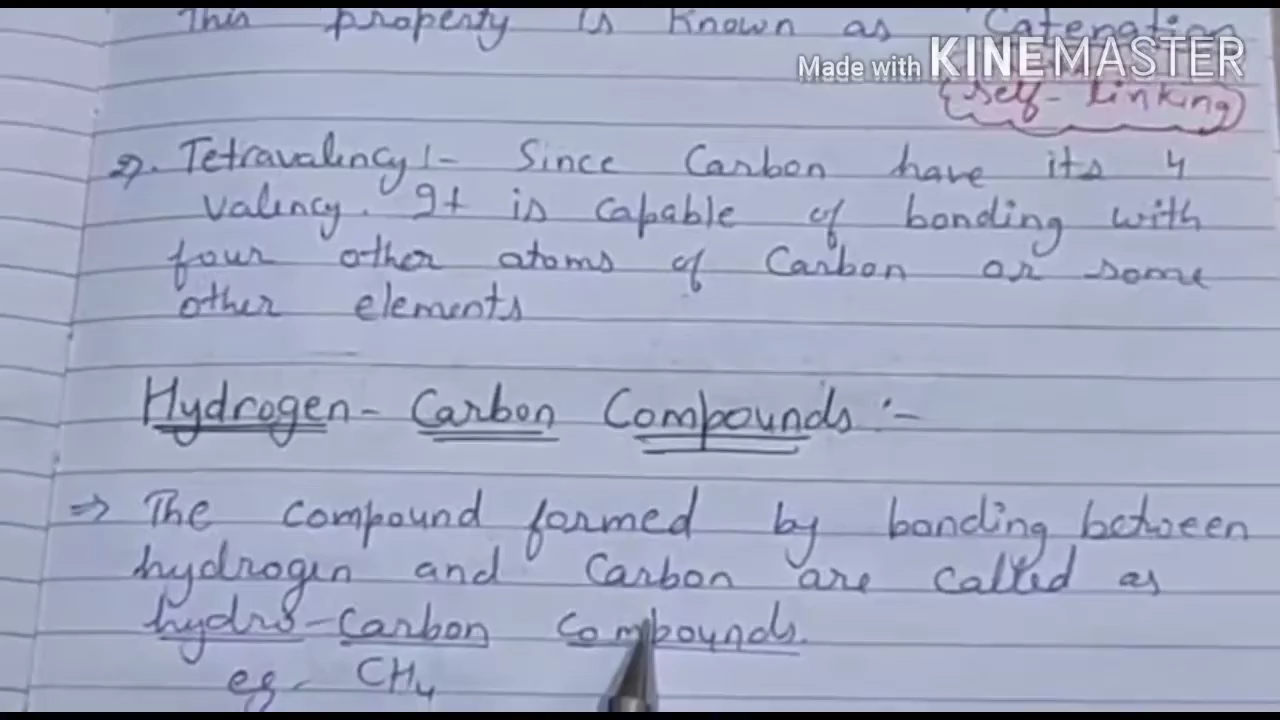 This property is known as Catenation
Made with KINEMASTER
(self-linking)
2). Tetravalency!- Since Carbon have its 4
valency. It is capable of bonding with
four other atoms of Carbon or some
other elements
Hydrogen- Carbon Compounds :-
⇒ The compound formed by bonding between
hydrogen and Carbon are called as
hydro-Carbon Compounds.
eg- CH₄